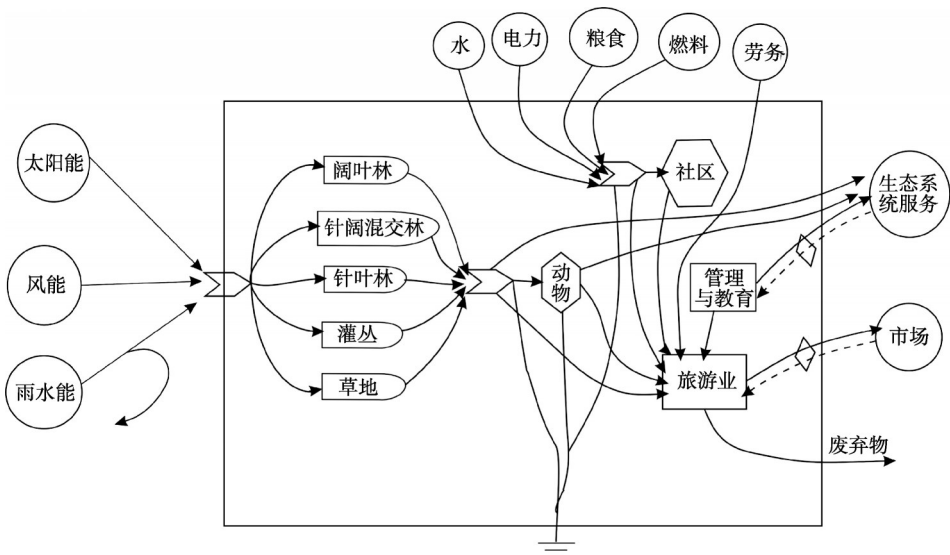 水
电力
粮食
燃料
劳务
太阳能
风能
雨水能
阔叶林
针阔混交林
针叶林
灌丛
草地
动
物
社区
管理
与教育
旅游业
生态系
统服务
市场
废弃物